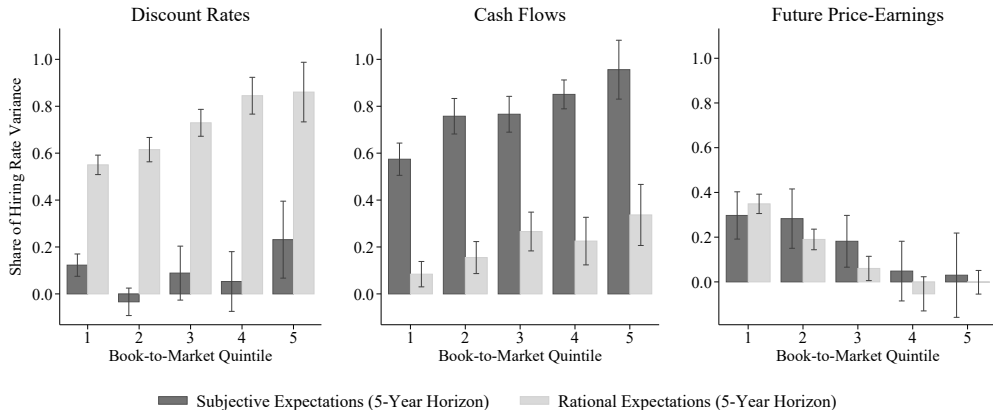 Discount Rates
Cash Flows
Future Price-Earnings
Share of Hiring Rate Variance
1.0
0.8
0.6
0.4
0.2
0.0
1 2 3 4 5
Book-to-Market Quintile
1.0
0.8
0.6
0.4
0.2
0.0
1 2 3 4 5
Book-to-Market Quintile
1.0
0.8
0.6
0.4
0.2
0.0
1 2 3 4 5
Book-to-Market Quintile
Subjective Expectations (5-Year Horizon)
Rational Expectations (5-Year Horizon)